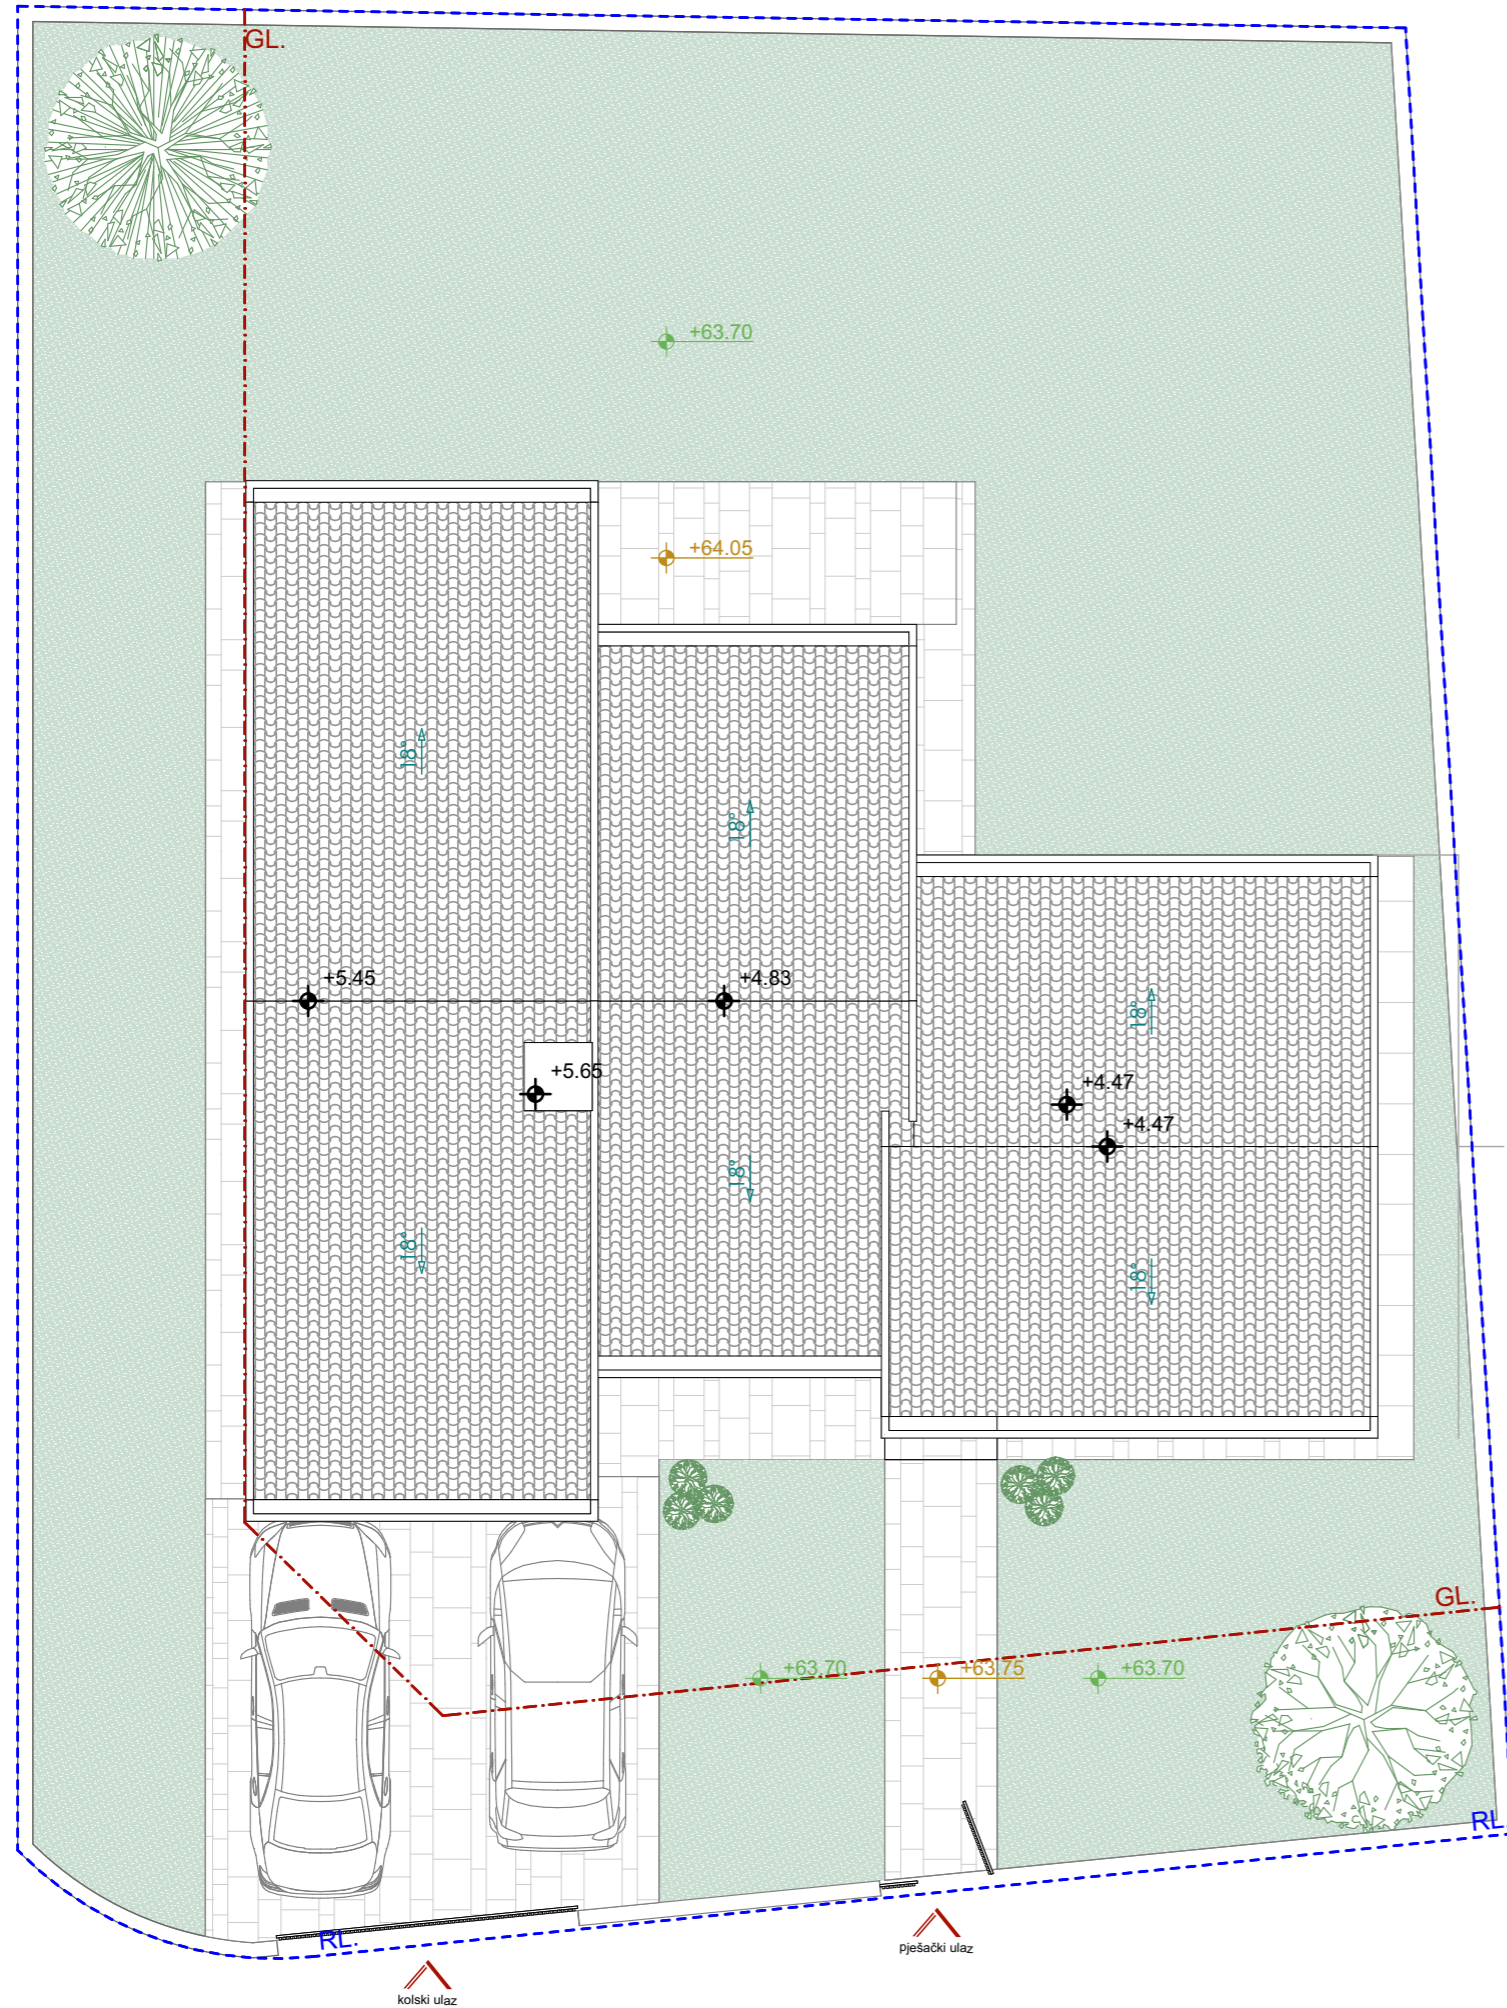 GL.
+63.70
+64.05
18°
18°
+5.45
+4.83
18°
+5.65
+4.47
+4.47
18°
18°
18°
GL.
+63.70
+63.75
+63.70
RL.
RL.
pješački ulaz
kolski ulaz